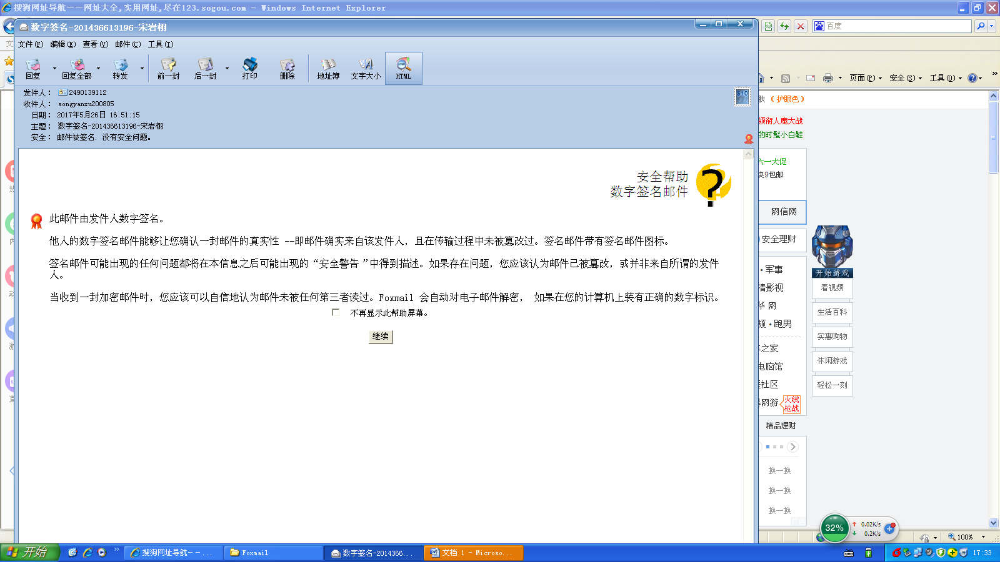 搜狗网址导航——网址大全,实用网址,尽在123.sogou.com - Windows Internet Explorer
数字签名-201436613196-宋岩栩
百度
文件(F) 编辑(E) 查看(V) 邮件(C) 工具(T)
回复 回复全部 转发 前一封 后一封 打印 删除 地址簿 文字大小 HTML
页面(P) 安全(S) 工具(O)
发件人: 2490139112
收件人: songyanxu200805
日期: 2017年5月26日 16:51:15
主题: 数字签名-201436613196-宋岩栩
安全: 邮件被签名. 没有安全问题。
S10
安全帮助
数字签名邮件
此邮件由发件人数字签名。
他人的数字签名邮件能够让您确认一封邮件的真实性 --即邮件确实来自该发件人，且在传输过程中未被篡改过。签名邮件带有签名邮件图标。
签名邮件可能出现的任何问题都将在本信息之后可能出现的“安全警告 ”中得到描述。如果存在问题，您应该认为邮件已被篡改，或并非来自所谓的发件
人。
当收到一封加密邮件时，您应该可以自信地认为邮件未被任何第三者读过。Foxmail 会自动对电子邮件解密， 如果在您的计算机上装有正确的数字标识。
不再显示此帮助屏幕。
继续
肤 （ 护眼色 ）
领衔人魔大战
的时髦小白鞋
六一大促
块9包邮
网信网
安全理财
· 军事
清影视
华 网
频 · 跑男
车之家
电脑馆
社区
网游
火线
枪战
精品理财
换一换
换一换
换一换
开始游戏
看视频
生活百科
实惠购物
休闲游戏
轻松一刻
32%
0.02K/s
0.2K/s
100%
开始
搜狗网址导航——...
Foxmail
数字签名-2014366...
文档 1 - Microso...
17:33